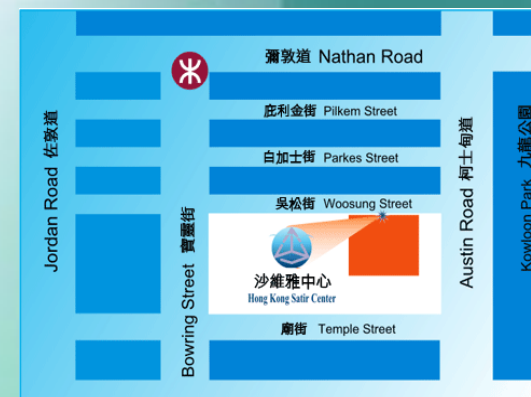 彌敦道 Nathan Road
庇利金街 Pilkem Street
白加士街 Parkes Street
吳松街 Woosung Street
沙維雅中心
Hong Kong Satir Center
廟街 Temple Street
Jordan Road 佐敦道
Bowring Street 寶靈街
Austin Road 柯士甸道
Kowloon Park 九龍公園